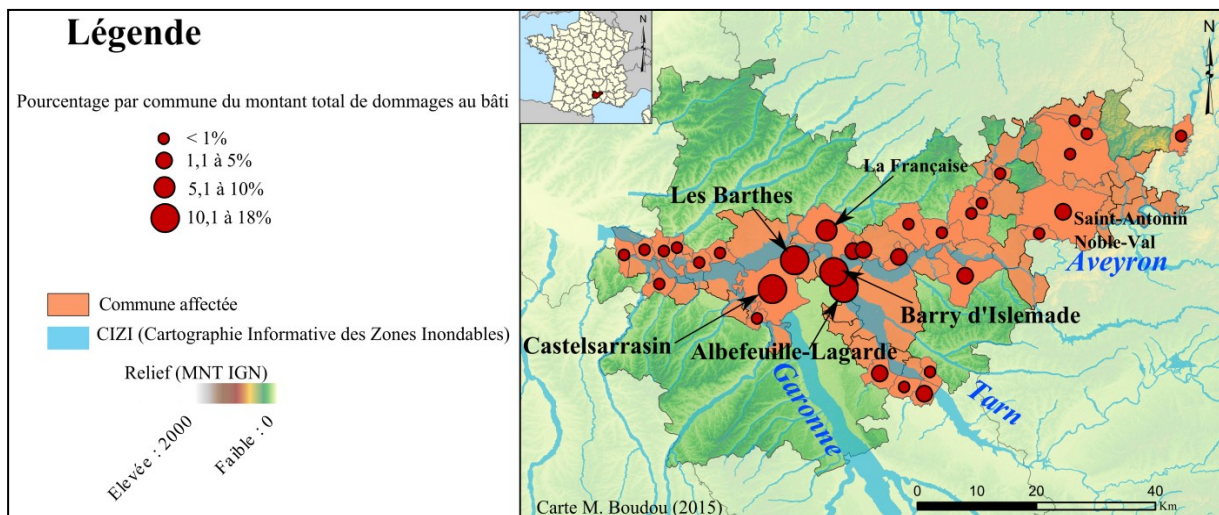 Légende
Pourcentage par commune du montant total de dommages au bâti
< 1%
1,1 à 5%
5,1 à 10%
10,1 à 18%
Commune affectée
CIZI (Cartographie Informative des Zones Inondables)
Relief (MNT IGN)
Elevée : 2000
Faible : 0
N
N
La Française
Les Barthes
Saint-Antonin
Noble-Val
Aveyron
Barry d'Islemade
Castelsarrasin
Albefeuille-Lagarde
Garonne
Tarn
Carte M. Boudou (2015)
0 10 20 40
Km